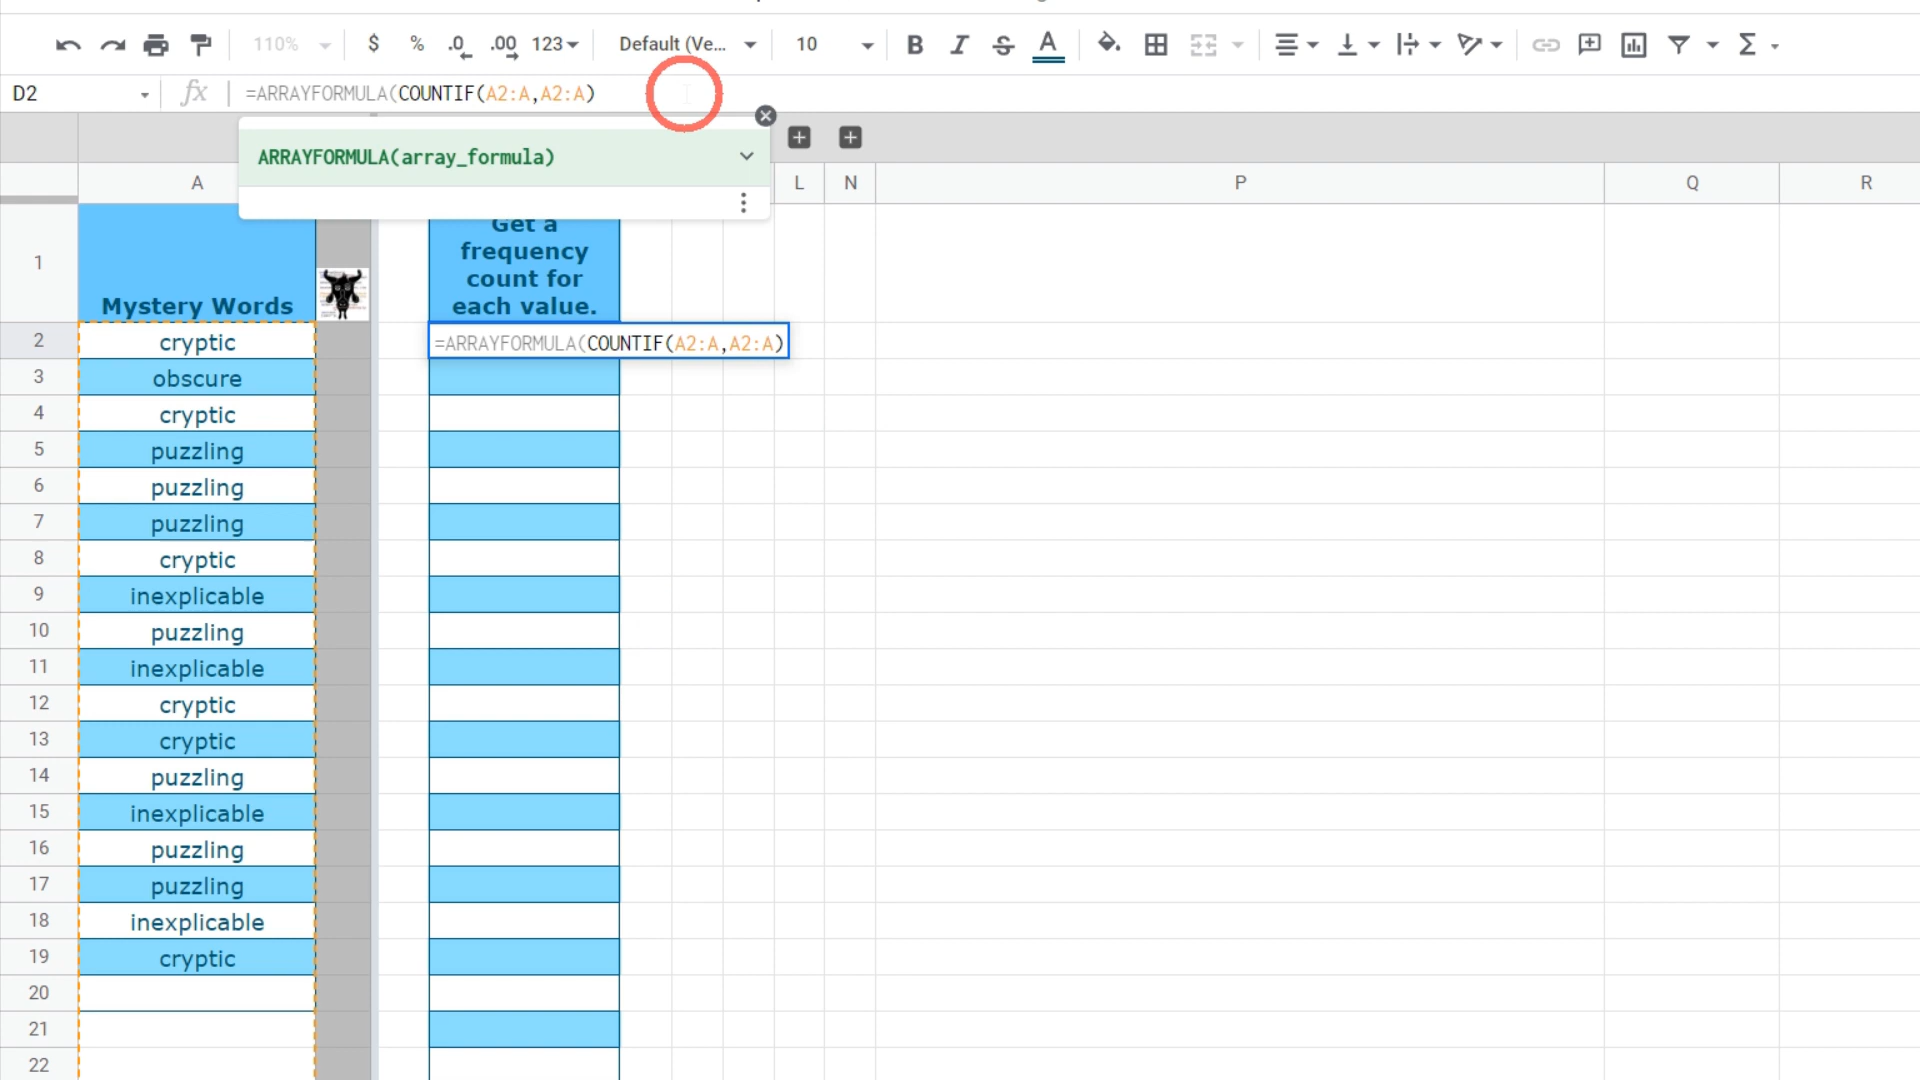 110% $ % .0 .00 123 Default (Ve... 10 B I S A Σ
D2 fx =ARRAYFORMULA(COUNTIF(A2:A,A2:A)
ARRAYFORMULA(array_formula)
A L N P Q R
1 Mystery Words
Get a
frequency
count for
each value.
2 cryptic =ARRAYFORMULA(COUNTIF(A2:A,A2:A)
3 obscure
4 cryptic
5 puzzling
6 puzzling
7 puzzling
8 cryptic
9 inexplicable
10 puzzling
11 inexplicable
12 cryptic
13 cryptic
14 puzzling
15 inexplicable
16 puzzling
17 puzzling
18 inexplicable
19 cryptic
20
21
22